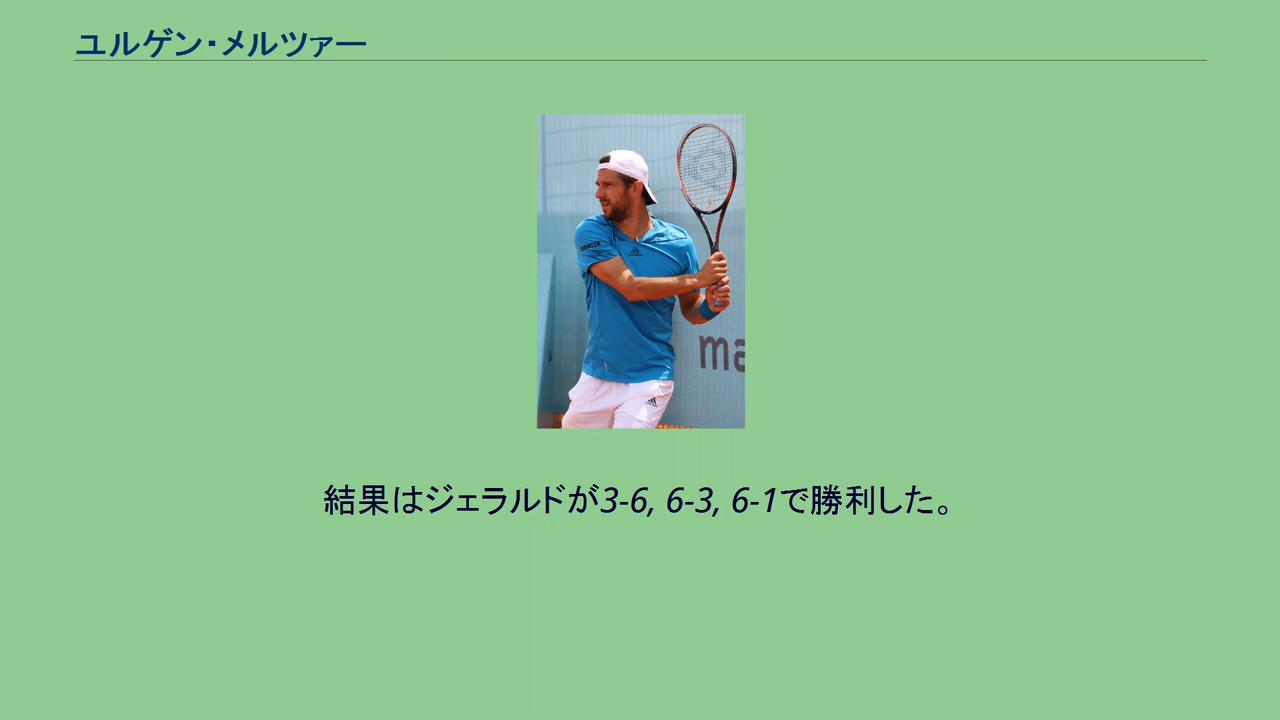 ユルゲン・メルツァー
ma
結果はジェラルドが3-6, 6-3, 6-1で勝利した。